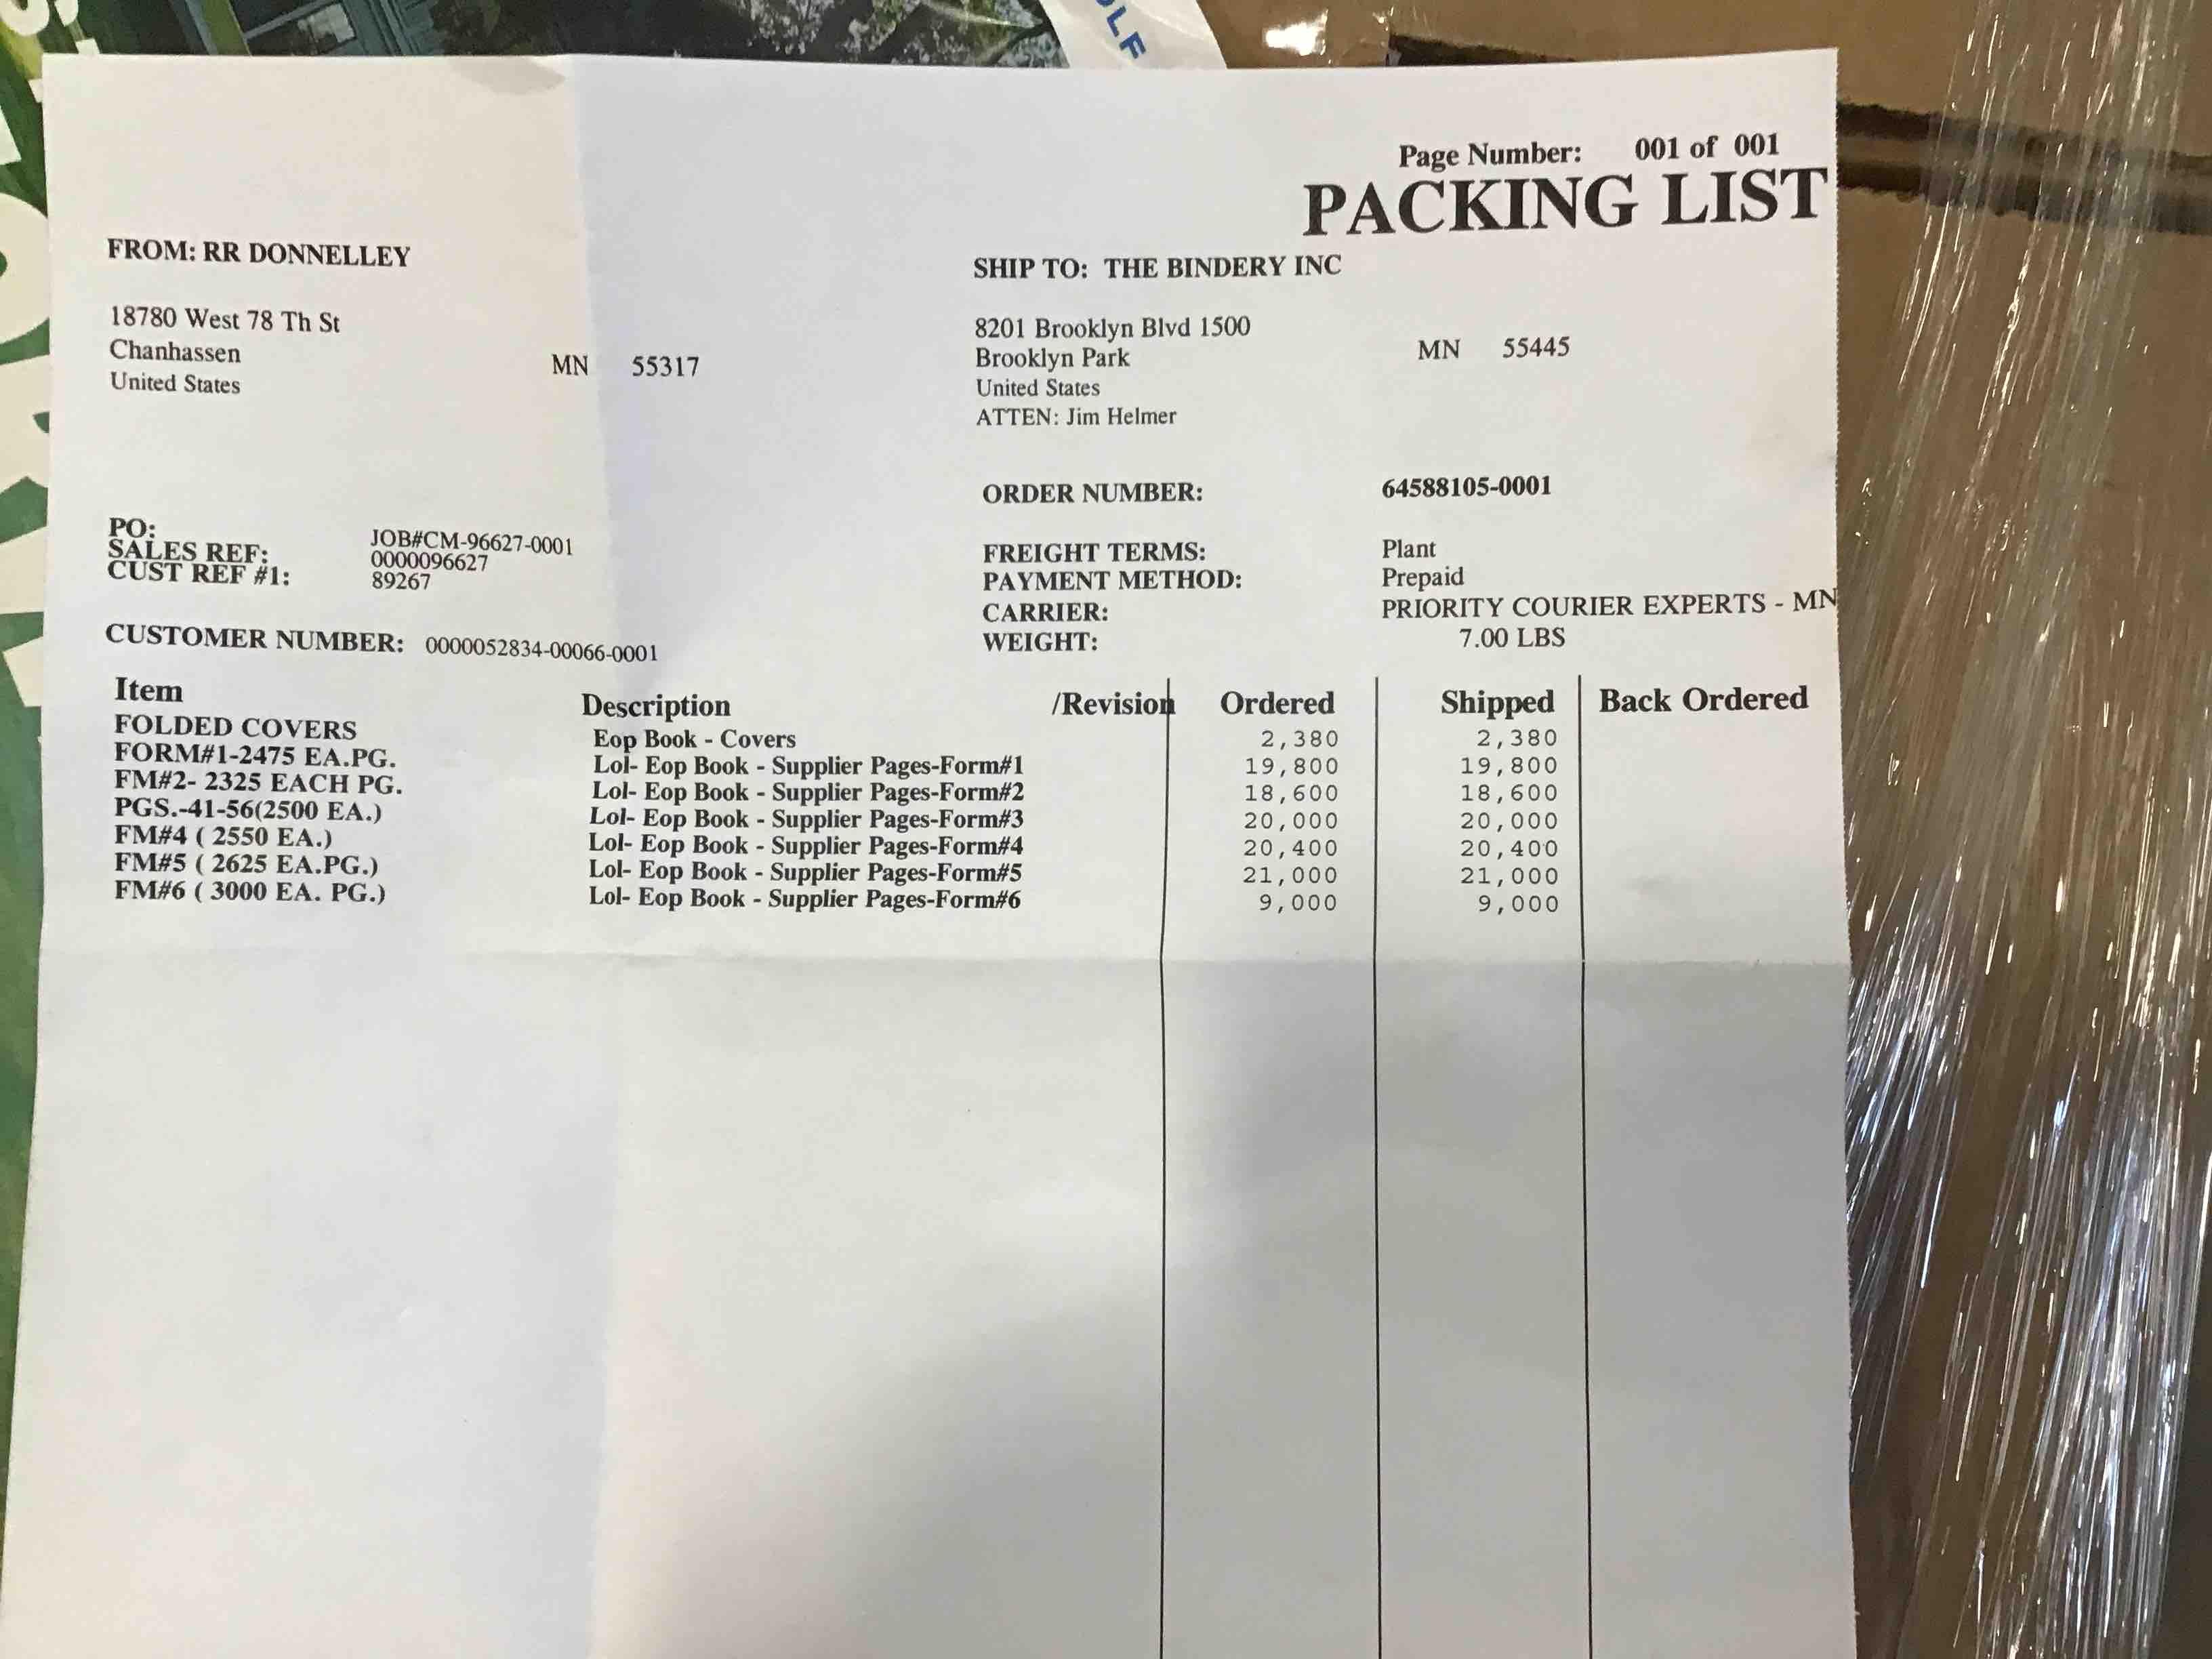 OLF
Page Number: 001 of 001
PACKING LIST
FROM: RR DONNELLEY
18780 West 78 Th St
Chanhassen MN 55317
United States
SHIP TO: THE BINDERY INC
8201 Brooklyn Blvd 1500
Brooklyn Park MN 55445
United States
ATTEN: Jim Helmer
PO: JOB#CM-96627-0001
SALES REF: 0000096627
CUST REF #1: 89267
CUSTOMER NUMBER: 0000052834-00066-0001
ORDER NUMBER: 64588105-0001
FREIGHT TERMS: Plant
PAYMENT METHOD: Prepaid
CARRIER: PRIORITY COURIER EXPERTS - MN
WEIGHT: 7.00 LBS
Item Description /Revision Ordered Shipped Back Ordered
FOLDED COVERS Eop Book - Covers 2,380 2,380
FORM#1-2475 EA.PG. Lol- Eop Book - Supplier Pages-Form#1 19,800 19,800
FM#2- 2325 EACH PG. Lol- Eop Book - Supplier Pages-Form#2 18,600 18,600
PGS.-41-56(2500 EA.) Lol- Eop Book - Supplier Pages-Form#3 20,000 20,000
FM#4 ( 2550 EA.) Lol- Eop Book - Supplier Pages-Form#4 20,400 20,400
FM#5 ( 2625 EA.PG.) Lol- Eop Book - Supplier Pages-Form#5 21,000 21,000
FM#6 ( 3000 EA. PG.) Lol- Eop Book - Supplier Pages-Form#6 9,000 9,000